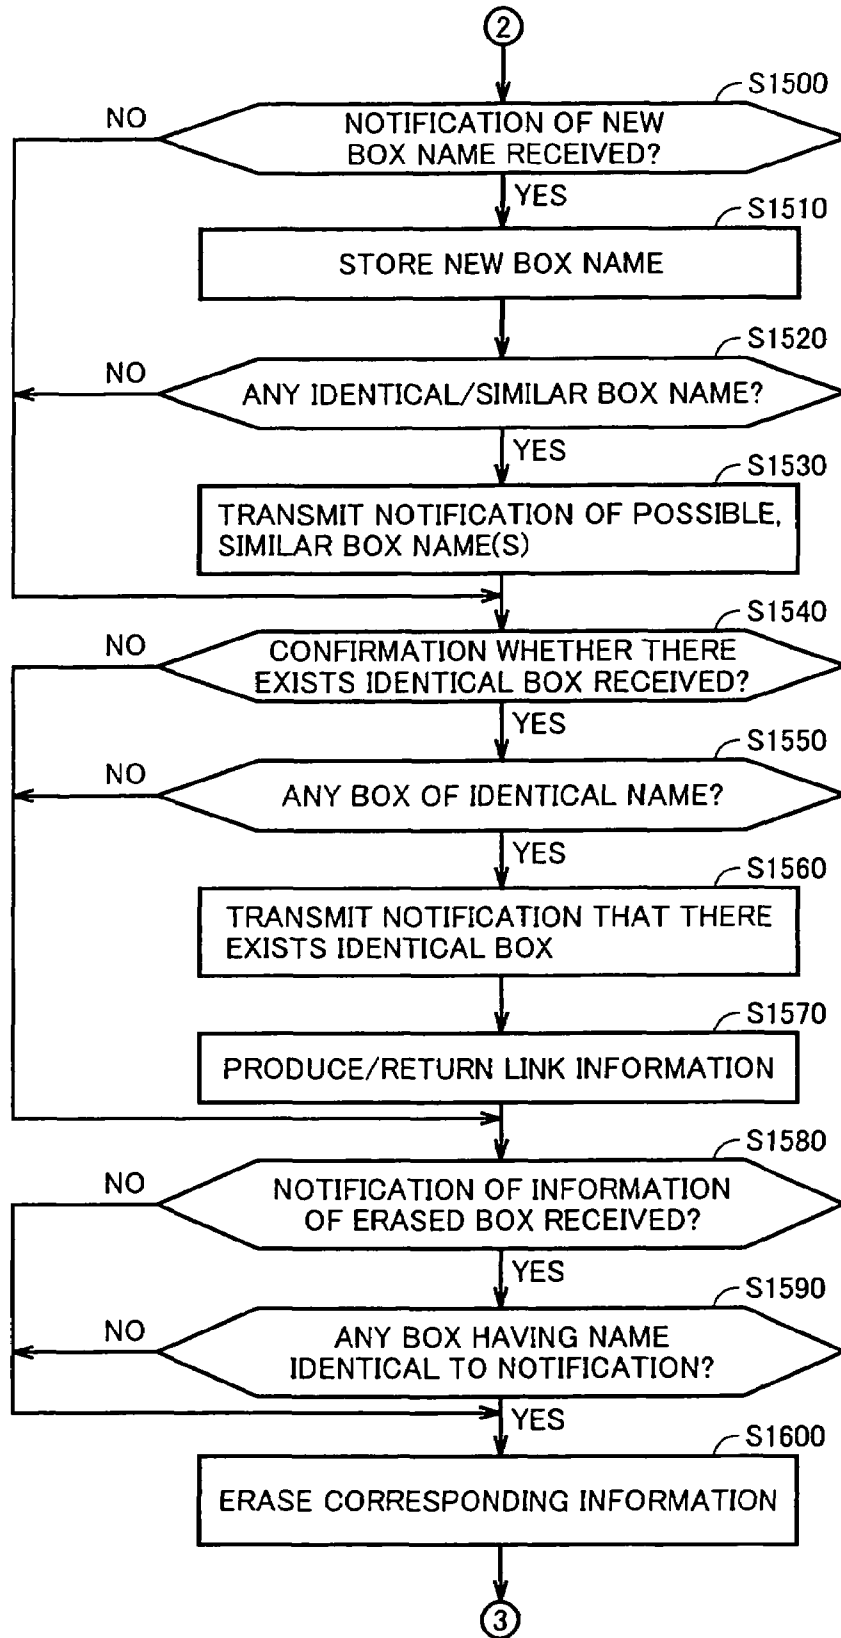 2
S1500
NO
NOTIFICATION OF NEW
BOX NAME RECEIVED?
YES
S1510
STORE NEW BOX NAME
S1520
NO
ANY IDENTICAL/SIMILAR BOX NAME?
YES
S1530
TRANSMIT NOTIFICATION OF POSSIBLE,
SIMILAR BOX NAME(S)
S1540
NO
CONFIRMATION WHETHER THERE
EXISTS IDENTICAL BOX RECEIVED?
YES
S1550
NO
ANY BOX OF IDENTICAL NAME?
YES
S1560
TRANSMIT NOTIFICATION THAT THERE
EXISTS IDENTICAL BOX
S1570
PRODUCE/RETURN LINK INFORMATION
S1580
NO
NOTIFICATION OF INFORMATION
OF ERASED BOX RECEIVED?
YES
S1590
NO
ANY BOX HAVING NAME
IDENTICAL TO NOTIFICATION?
YES
S1600
ERASE CORRESPONDING INFORMATION
3